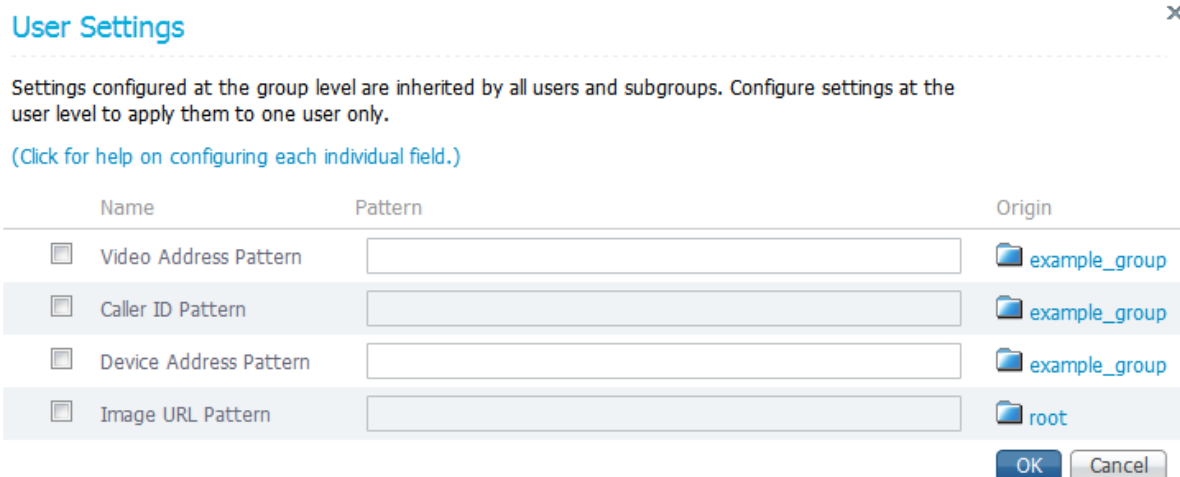 User Settings
Settings configured at the group level are inherited by all users and subgroups. Configure settings at the
user level to apply them to one user only.
(Click for help on configuring each individual field.)
Name Pattern Origin
Video Address Pattern example_group
Caller ID Pattern example_group
Device Address Pattern example_group
Image URL Pattern root
OK Cancel